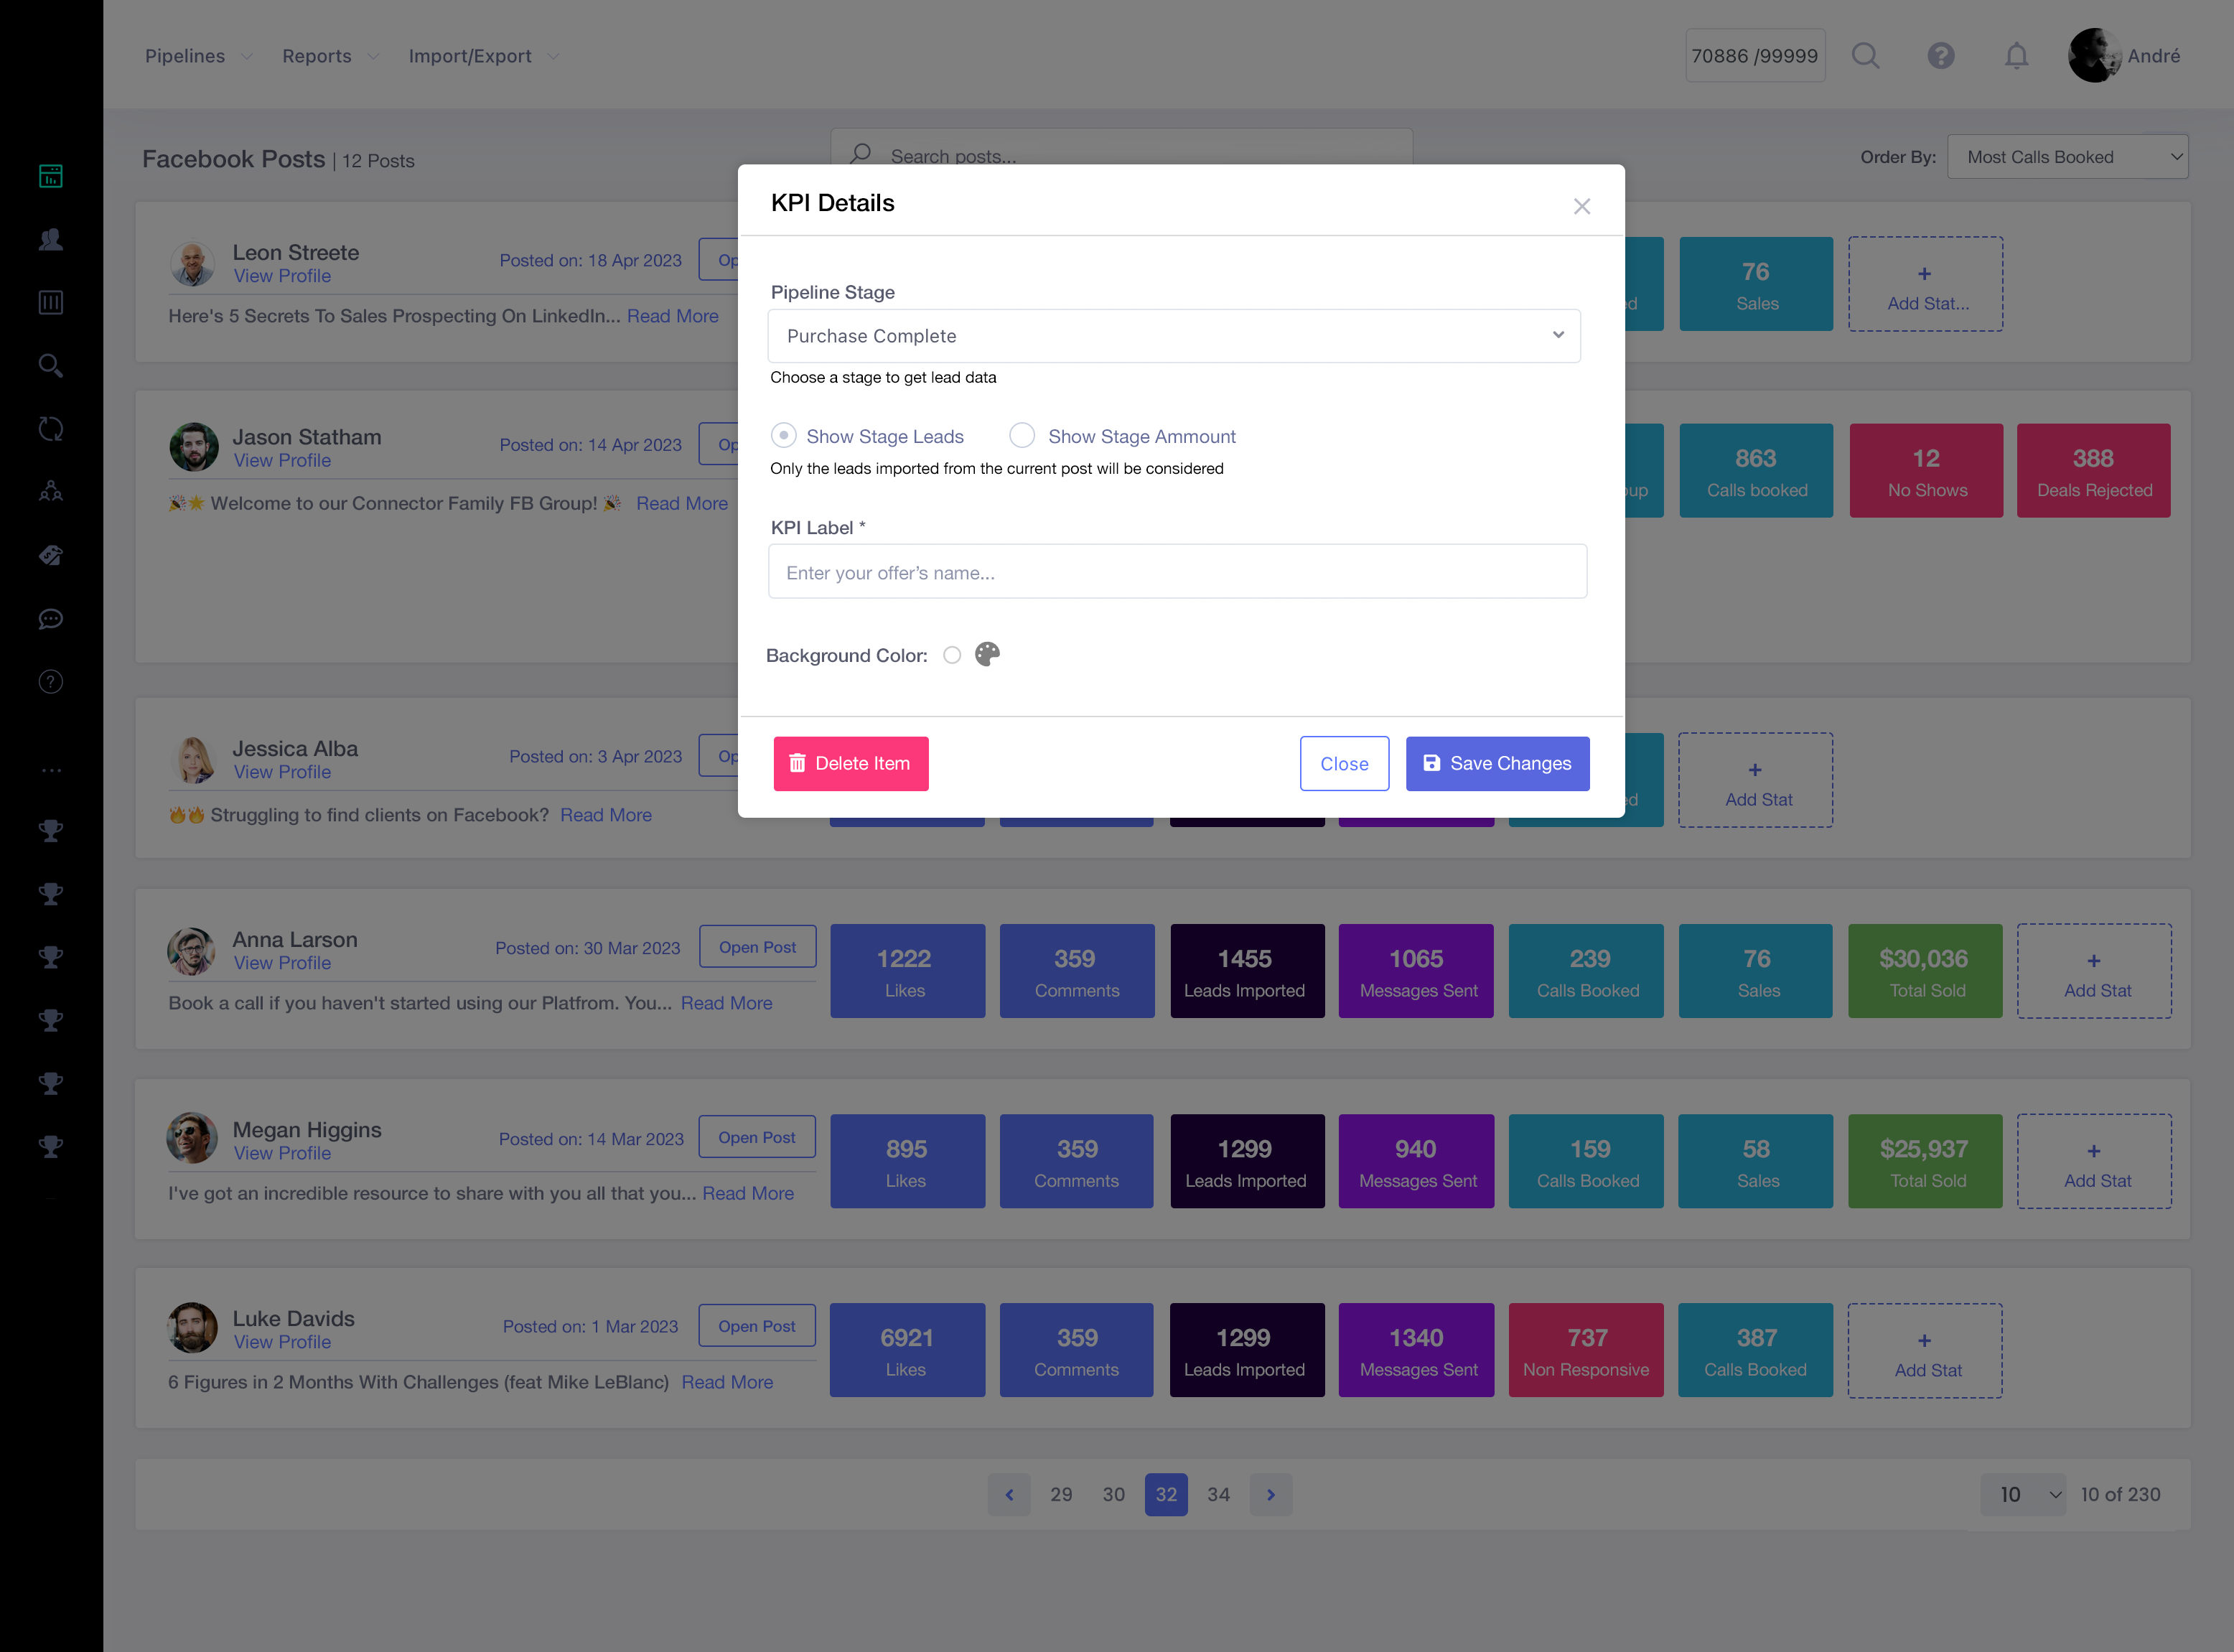 Pipelines Reports Import/Export 70886 /99999 André
Facebook Posts | 12 Posts
Search posts...
Order By: Most Calls Booked
KPI Details
Pipeline Stage
Purchase Complete
Choose a stage to get lead data
Show Stage Leads Show Stage Ammount
Only the leads imported from the current post will be considered
KPI Label *
Enter your offer’s name...
Background Color:
Delete Item Close Save Changes
Leon Streete
View Profile
Posted on: 18 Apr 2023
Here's 5 Secrets To Sales Prospecting On LinkedIn... Read More
76
Sales
+
Add Stat...
Jason Statham
View Profile
Posted on: 14 Apr 2023
🎉🌟 Welcome to our Connector Family FB Group! 🎉 Read More
863
Calls booked
12
No Shows
388
Deals Rejected
Jessica Alba
View Profile
Posted on: 3 Apr 2023
🔥🔥 Struggling to find clients on Facebook? Read More
+
Add Stat
Anna Larson
View Profile
Posted on: 30 Mar 2023
Open Post
Book a call if you haven't started using our Platfrom. You... Read More
1222
Likes
359
Comments
1455
Leads Imported
1065
Messages Sent
239
Calls Booked
76
Sales
$30,036
Total Sold
+
Add Stat
Megan Higgins
View Profile
Posted on: 14 Mar 2023
Open Post
I've got an incredible resource to share with you all that you... Read More
895
Likes
359
Comments
1299
Leads Imported
940
Messages Sent
159
Calls Booked
58
Sales
$25,937
Total Sold
+
Add Stat
Luke Davids
View Profile
Posted on: 1 Mar 2023
Open Post
6 Figures in 2 Months With Challenges (feat Mike LeBlanc) Read More
6921
Likes
359
Comments
1299
Leads Imported
1340
Messages Sent
737
Non Responsive
387
Calls Booked
+
Add Stat
29 30 32 34
10 10 of 230